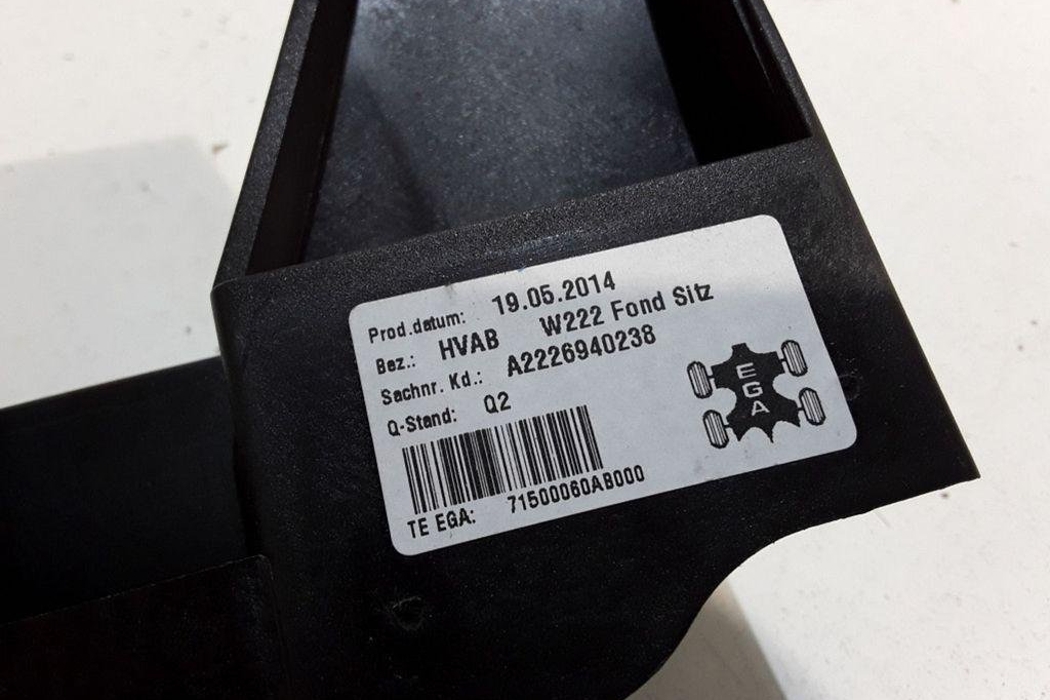 Prod.datum: 19.05.2014
Bez.: HVAB W222 Fond Sitz
Sachnr. Kd.: A2226940238
Q-Stand: Q2
TE EGA: 71500060AB000
EGA